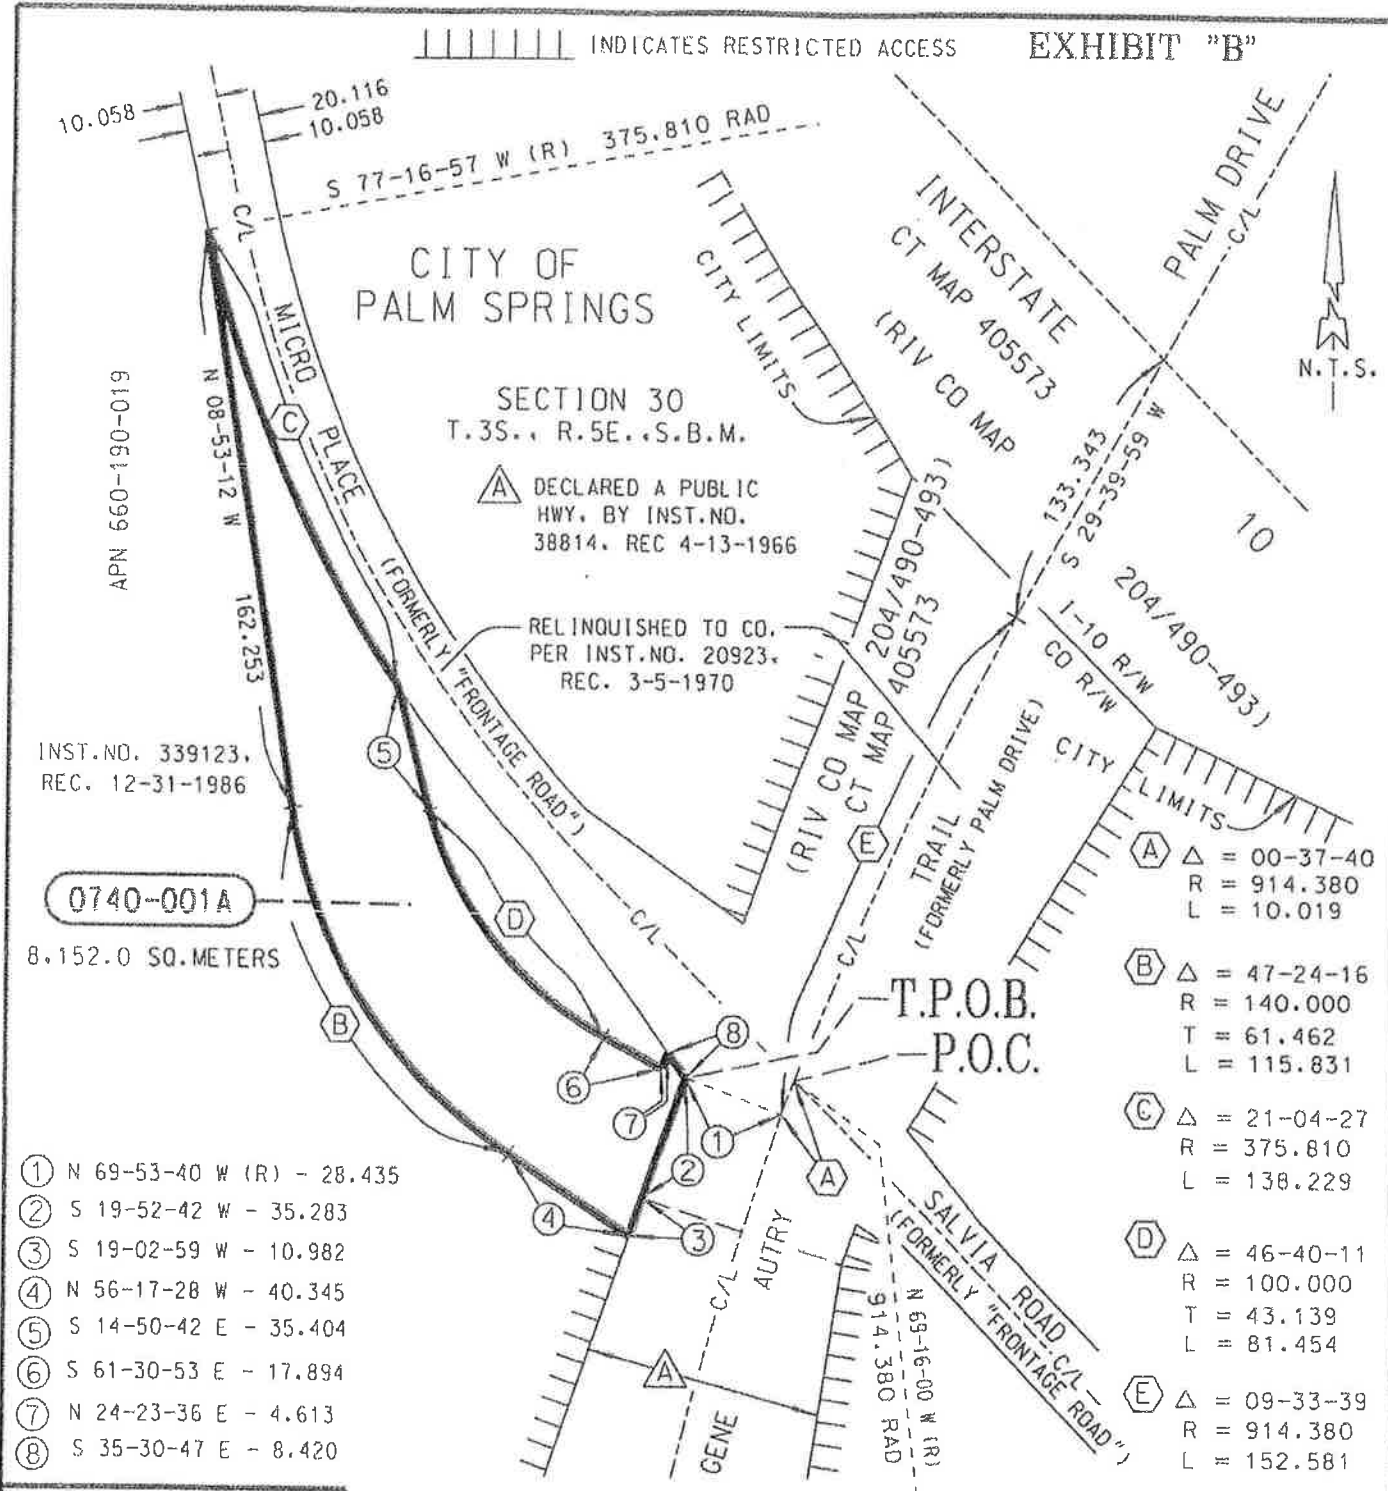 INDICATES RESTRICTED ACCESS
EXHIBIT "B"
10.058
20.116
10.058
S 77-16-57 W (R) 375.810 RAD
C/L
CITY OF
PALM SPRINGS
MICRO PLACE
(FORMERLY "FRONTAGE ROAD")
C
N 08-53-12 W
162.253
APN 660-190-019
SECTION 30
T.3S., R.5E., S.B.M.
A DECLARED A PUBLIC
HWY. BY INST.NO.
38814, REC 4-13-1966
RELINQUISHED TO CO.
PER INST.NO. 20923,
REC. 3-5-1970
CITY LIMITS
INTERSTATE
CT MAP 405573
(RIV CO MAP
204/490-493)
10
PALM DRIVE
C/L
N.T.S.
133.343
S 29-39-59 W
I-10 R/W
CO R/W
CITY
LIMITS
(RIV CO MAP 204/490-493)
CT MAP 405573
E
TRAIL
(FORMERLY PALM DRIVE)
C/L
INST.NO. 339123,
REC. 12-31-1986
5
0740-001A
8,152.0 SQ.METERS
D
B
C/L
T.P.O.B.
P.O.C.
8
6
7
1
2
A
4
3
AUTRY
C/L
A
GENE
SALVIA ROAD
C/L
(FORMERLY "FRONTAGE ROAD")
N 69-16-00 W (R)
914.380 RAD
1 N 69-53-40 W (R) - 28.435
2 S 19-52-42 W - 35.283
3 S 19-02-59 W - 10.982
4 N 56-17-28 W - 40.345
5 S 14-50-42 E - 35.404
6 S 61-30-53 E - 17.894
7 N 24-23-36 E - 4.613
8 S 35-30-47 E - 8.420
A Δ = 00-37-40
R = 914.380
L = 10.019
B Δ = 47-24-16
R = 140.000
T = 61.462
L = 115.831
C Δ = 21-04-27
R = 375.810
L = 138.229
D Δ = 46-40-11
R = 100.000
T = 43.139
L = 81.454
E Δ = 09-33-39
R = 914.380
L = 152.581